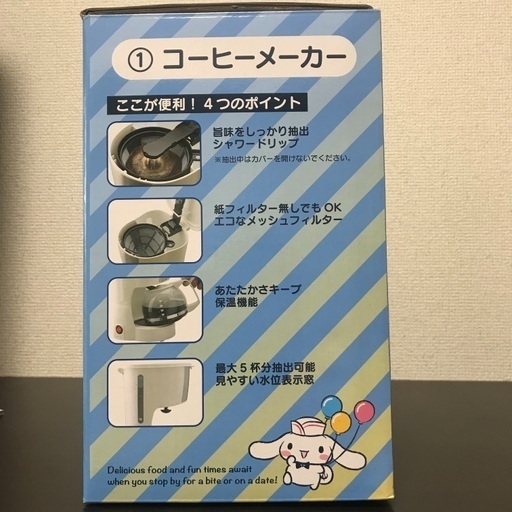 ① コーヒーメーカー
ここが便利！4つのポイント
旨味をしっかり抽出
シャワードリップ
※抽出中はカバーを開けないでください。
紙フィルター無しでもOK
エコなメッシュフィルター
あたたかさキープ
保温機能
最大5杯分抽出可能
見やすい水位表示窓
Delicious food and fun times await
when you stop by for a bite or on a date!